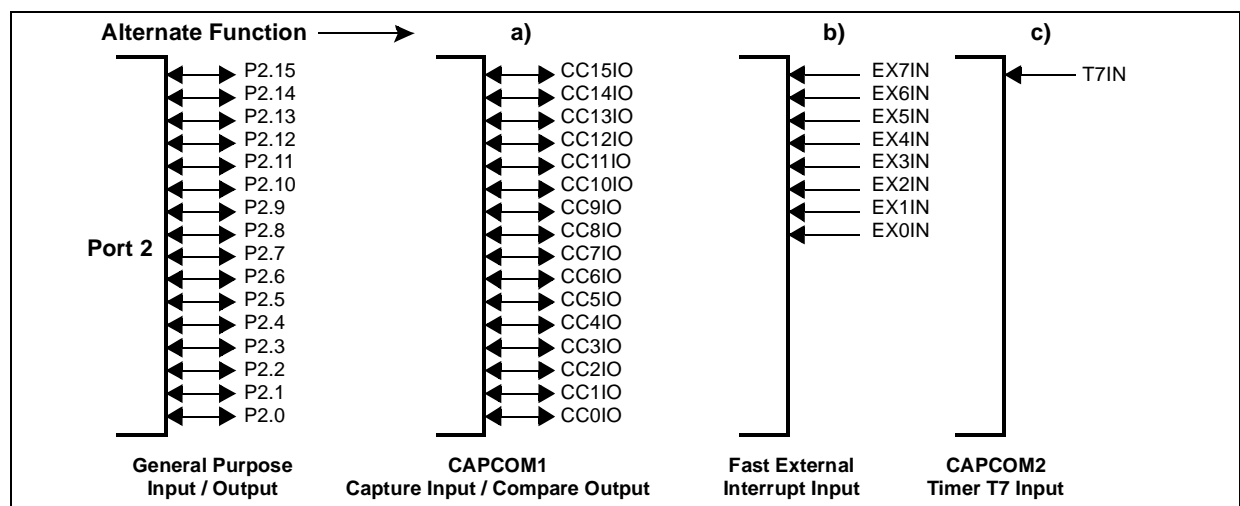 Alternate Function a) b) c)
P2.15 CC15IO EX7IN T7IN
P2.14 CC14IO EX6IN
P2.13 CC13IO EX5IN
P2.12 CC12IO EX4IN
P2.11 CC11IO EX3IN
P2.10 CC10IO EX2IN
P2.9 CC9IO EX1IN
P2.8 CC8IO EX0IN
Port 2
P2.7 CC7IO
P2.6 CC6IO
P2.5 CC5IO
P2.4 CC4IO
P2.3 CC3IO
P2.2 CC2IO
P2.1 CC1IO
P2.0 CC0IO
General Purpose CAPCOM1 Fast External CAPCOM2
Input / Output Capture Input / Compare Output Interrupt Input Timer T7 Input